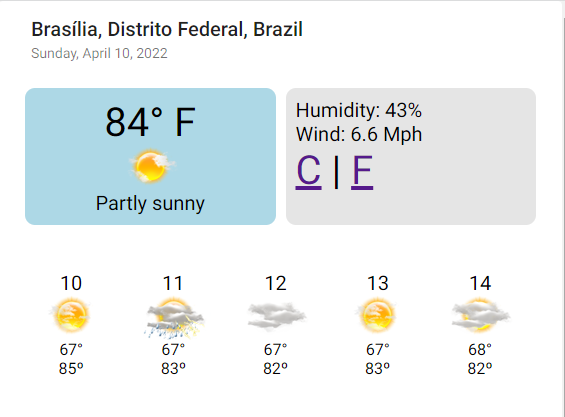 Brasília, Distrito Federal, Brazil
Sunday, April 10, 2022
84° F
Partly sunny
Humidity: 43%
Wind: 6.6 Mph
C | F
10 11 12 13 14
67° 67° 67° 67° 68°
85º 83º 82º 83º 82º